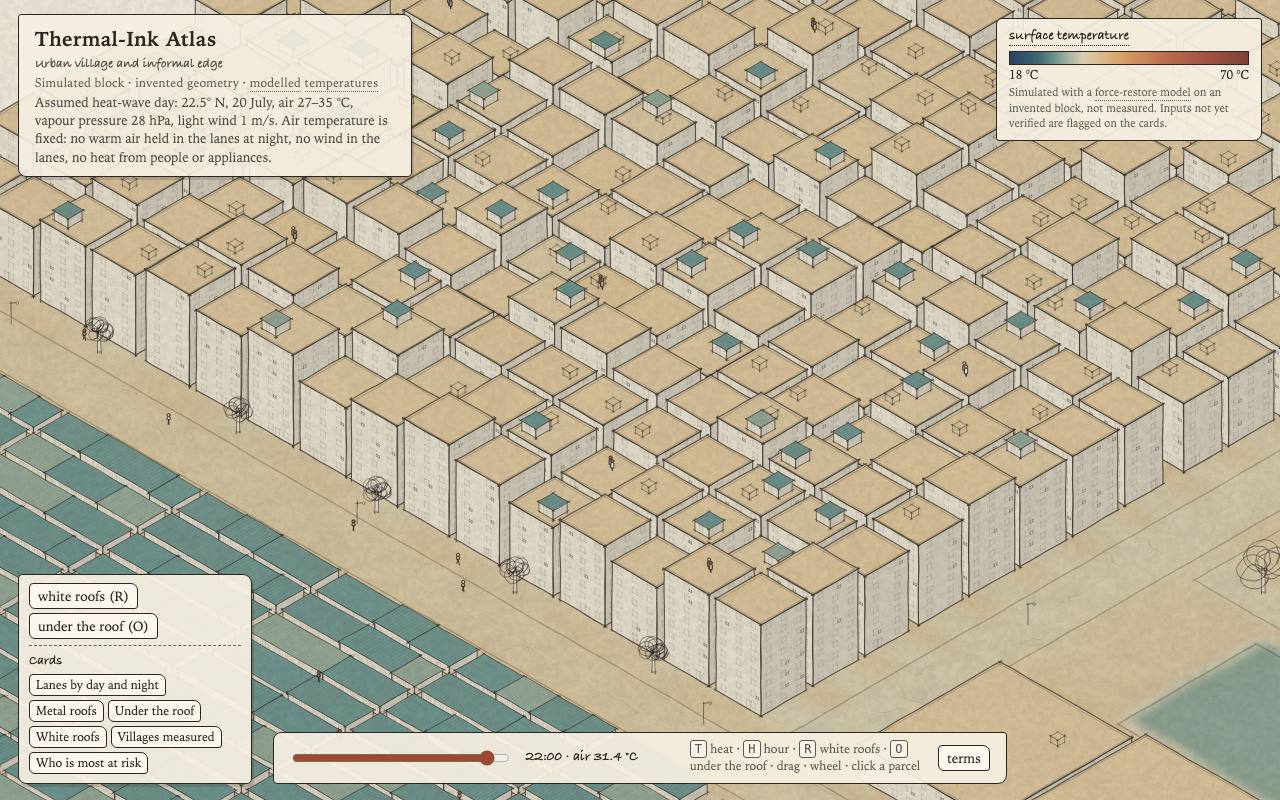 Thermal-Ink Atlas
Urban village and informal edge
Simulated block · invented geometry · modelled temperatures
Assumed heat-wave day: 22.5° N, 20 July, air 27–35 °C,
vapour pressure 28 hPa, light wind 1 m/s. Air temperature is
fixed: no warm air held in the lanes at night, no wind in the
lanes, no heat from people or appliances.
surface temperature
18 °C 70 °C
Simulated with a force-restore model on an
invented block, not measured. Inputs not yet
verified are flagged on the cards.
white roofs (R)
under the roof (O)
Cards
Lanes by day and night
Metal roofs Under the roof
White roofs Villages measured
Who is most at risk
22:00 · air 31.4 °C
T heat · H hour · R white roofs · O
under the roof · drag · wheel · click a parcel
terms